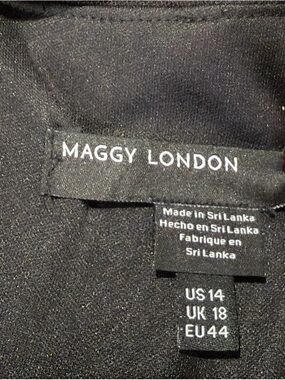 MAGGY LONDON
Made in Sri Lanka
Hecho en Sri Lanka
Fabrique en
Sri Lanka
US 14
UK 18
EU 44